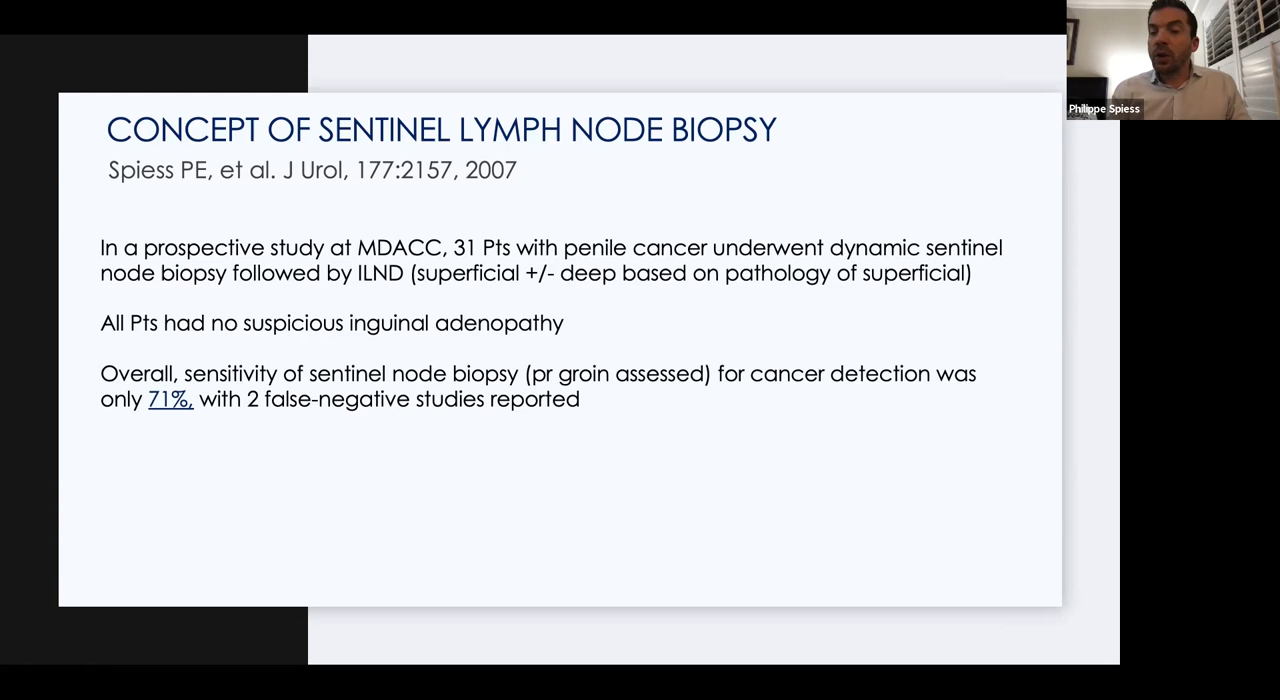 CONCEPT OF SENTINEL LYMPH NODE BIOPSY
Spiess PE, et al. J Urol, 177:2157, 2007
In a prospective study at MDACC, 31 Pts with penile cancer underwent dynamic sentinel
node biopsy followed by ILND (superficial +/- deep based on pathology of superficial)
All Pts had no suspicious inguinal adenopathy
Overall, sensitivity of sentinel node biopsy (pr groin assessed) for cancer detection was
only 71%, with 2 false-negative studies reported
Philippe Spiess